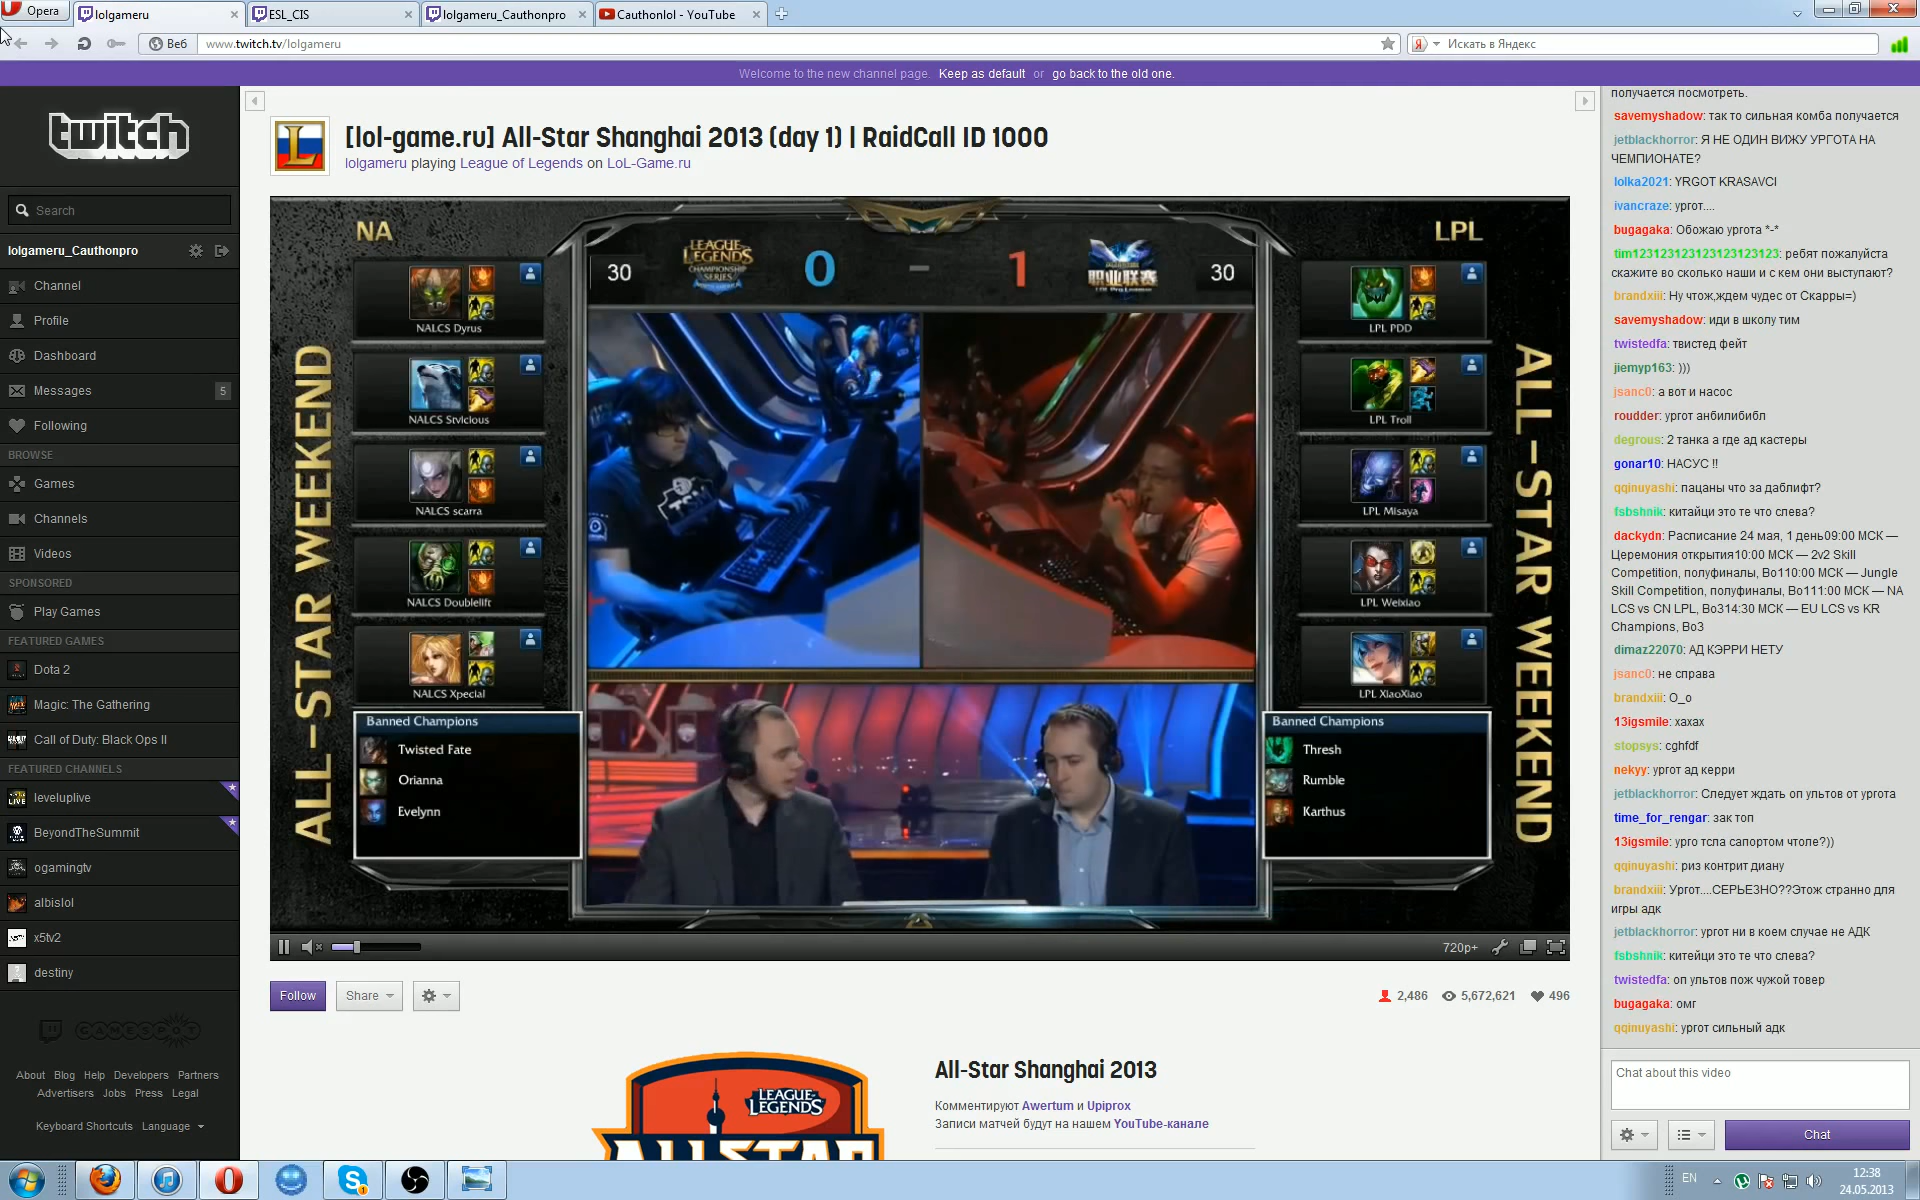 Opera
lolgameru
ESL_CIS
lolgameru_Cauthonpro
Cauthonlol - YouTube
Веб
www.twitch.tv/lolgameru
Искать в Яндекс
Welcome to the new channel page. Keep as default or go back to the old one.
twitch
Search
lolgameru_Cauthonpro
Channel
Profile
Dashboard
Messages 5
Following
BROWSE
Games
Channels
Videos
SPONSORED
Play Games
FEATURED GAMES
Dota 2
Magic: The Gathering
Call of Duty: Black Ops II
FEATURED CHANNELS
leveluplive
BeyondTheSummit
ogamingtv
albislol
x5tv2
destiny
GAMESPOT
About Blog Help Developers Partners
Advertisers Jobs Press Legal
Keyboard Shortcuts Language
L
[lol-game.ru] All-Star Shanghai 2013 (day 1) | RaidCall ID 1000
lolgameru playing League of Legends on LoL-Game.ru
NA
LPL
30
LEAGUE OF LEGENDS
CHAMPIONSHIP
SERIES
0 - 1
职业联赛
30
ALL-STAR WEEKEND
NALCS Dyrus
NALCS StVicious
NALCS scarra
NALCS Doublelift
NALCS Xpecial
Banned Champions
Twisted Fate
Orianna
Evelynn
LPL PDD
LPL Troll
LPL Misaya
LPL Weixiao
LPL XiaoXiao
ALL-STAR WEEKEND
Banned Champions
Thresh
Rumble
Karthus
720p+
Follow
Share
2,486
5,672,621
496
LEAGUE OF LEGENDS
ALL STAR
All-Star Shanghai 2013
Комментируют Awertum и Upiprox
Записи матчей будут на нашем YouTube-канале
получается посмотреть.
savemyshadow: так то сильная комба получается
jetblackhorror: Я НЕ ОДИН ВИЖУ УРГОТА НА
ЧЕМПИОНАТЕ?
lolka2021: YRGOT KRASAVCI
ivancraze: ургот....
bugagaka: Обожаю ургота *-*
tim123123123123123123123: ребят пожалуйста
скажите во сколько наши и с кем они выступают?
brandxiii: Ну чтож,ждем чудес от Скарры=)
savemyshadow: иди в школу тим
twistedfa: твистед фейт
jiemyp163: )))
jsanc0: а вот и насос
roudder: ургот анбилибибл
degrous: 2 танка а где ад кастеры
gonar10: НАСУС !!
qqinuyashi: пацаны что за даблифт?
fsbshnik: китайци это те что слева?
dackydn: Расписание 24 мая, 1 день09:00 МСК —
Церемония открытия10:00 МСК — 2v2 Skill
Competition, полуфиналы, Bo110:00 МСК — Jungle
Skill Competition, полуфиналы, Bo111:00 МСК — NA
LCS vs CN LPL, Bo314:30 МСК — EU LCS vs KR
Champions, Bo3
dimaz22070: АД КЭРРИ НЕТУ
jsanc0: не справа
brandxiii: О_о
13igsmile: хахах
stopsys: cghfdf
nekyy: ургот ад керри
jetblackhorror: Следует ждать оп ультов от ургота
time_for_rengar: зак топ
13igsmile: урго тспа сапортом чтоле?))
qqinuyashi: риз контрит диану
brandxiii: Ургот....СЕРЬЕЗНО??Этож странно для
игры адк
jetblackhorror: ургот ни в коем случае не АДК
fsbshnik: китейци это те что слева?
twistedfa: оп ультов пож чужой товер
bugagaka: омг
qqinuyashi: ургот сильный адк
Chat about this video
Chat
EN
12:38
24.05.2013